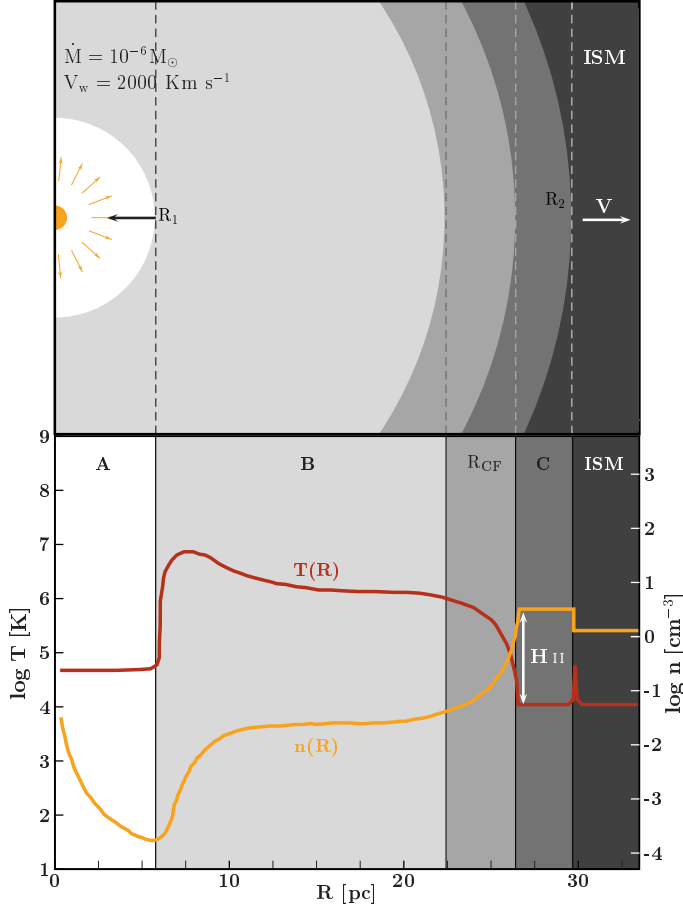 Ṁ = 10⁻⁶M☉
V_w = 2000 Km s⁻¹
ISM
R₁
R₂
V
A
B
R_CF
C
ISM
T(R)
n(R)
H II
log T [K]
9
8
7
6
5
4
3
2
1
log n [cm⁻³]
3
2
1
0
-1
-2
-3
-4
0
10
20
30
R [pc]